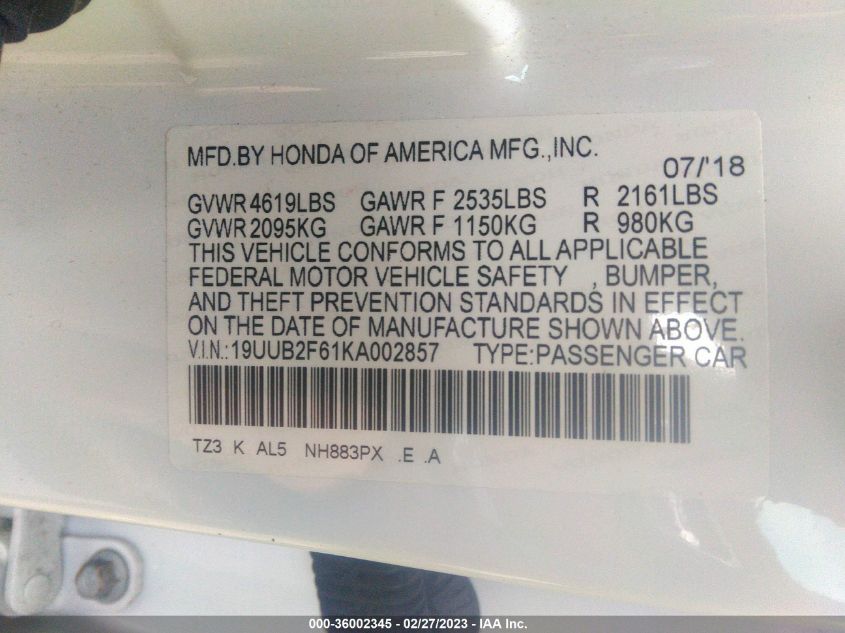 MFD.BY HONDA OF AMERICA MFG.,INC. 07/'18
GVWR 4619LBS GAWR F 2535LBS R 2161LBS
GVWR 2095KG GAWR F 1150KG R 980KG
THIS VEHICLE CONFORMS TO ALL APPLICABLE
FEDERAL MOTOR VEHICLE SAFETY , BUMPER,
AND THEFT PREVENTION STANDARDS IN EFFECT
ON THE DATE OF MANUFACTURE SHOWN ABOVE.
V.I.N.:19UUB2F61KA002857 TYPE:PASSENGER CAR
TZ3 K AL5 NH883PX .E .A
000-36002345 - 02/27/2023 - IAA Inc.